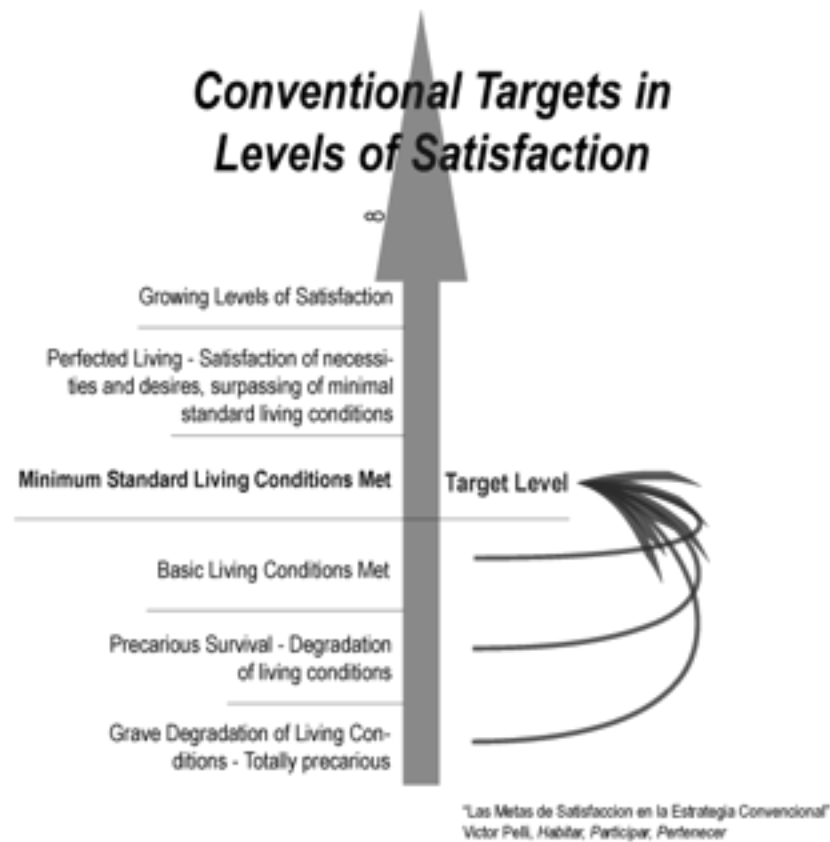 Conventional Targets in
Levels of Satisfaction
∞
Growing Levels of Satisfaction
Perfected Living - Satisfaction of necessi-
ties and desires, surpassing of minimal
standard living conditions
Minimum Standard Living Conditions Met
Target Level
Basic Living Conditions Met
Precarious Survival - Degradation
of living conditions
Grave Degradation of Living Con-
ditions - Totally precarious
"Las Metas de Satisfaccion en la Estrategia Convencional"
Victor Pelli, Habitar, Participar, Pertenecer